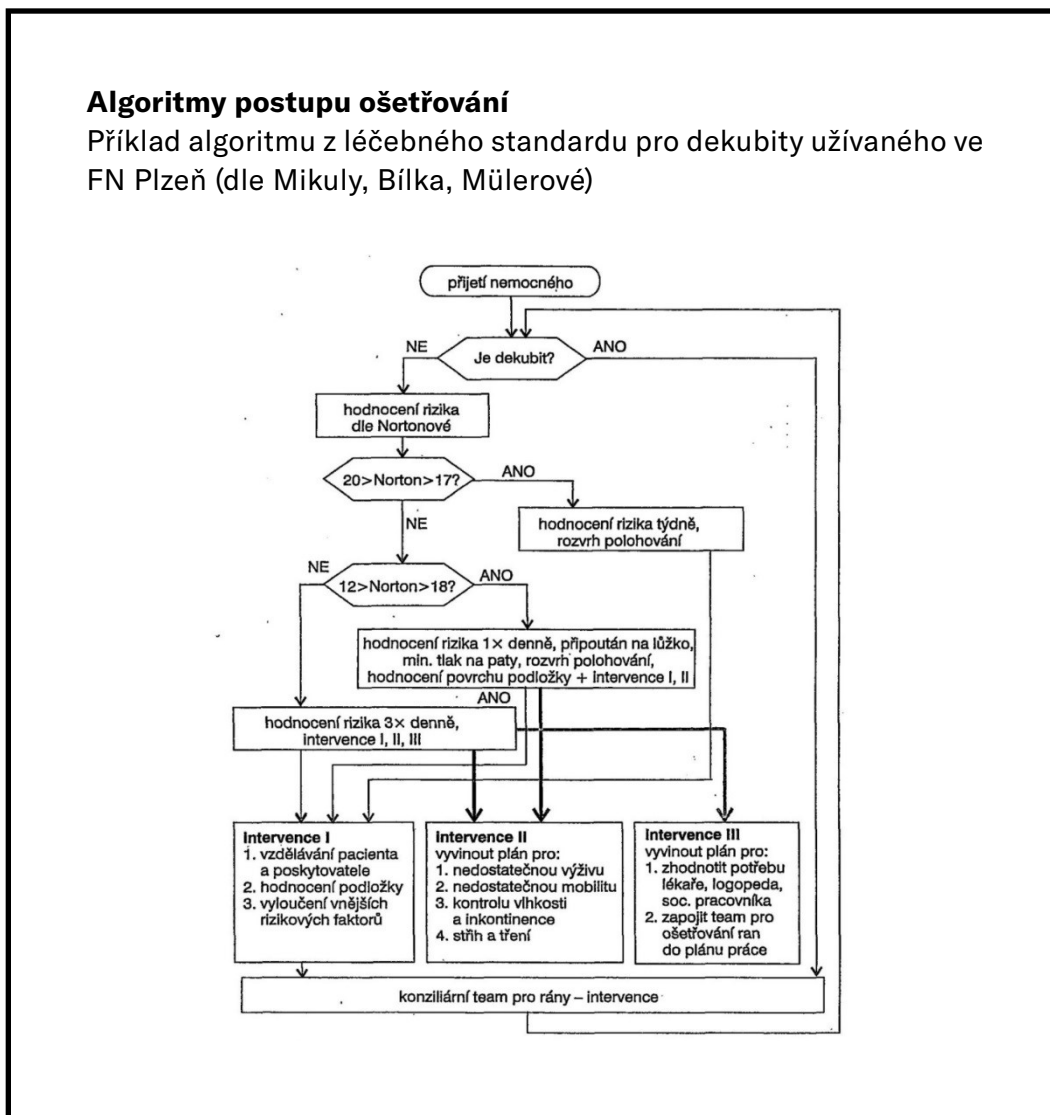 Algoritmy postupu ošetřování
Příklad algoritmu z léčebného standardu pro dekubity užívaného ve
FN Plzeň (dle Mikuly, Bílka, Mülerové)
přijetí nemocného
NE
Je dekubit?
ANO
hodnocení rizika
dle Nortonové
20>Norton>17?
ANO
NE
hodnocení rizika týdně,
rozvrh polohování
NE
12>Norton>18?
ANO
hodnocení rizika 1× denně, připoután na lůžko,
min. tlak na paty, rozvrh polohování,
hodnocení povrchu podložky + intervence I, II
ANO
hodnocení rizika 3× denně,
intervence I, II, III
Intervence I
1. vzdělávání pacienta
a poskytovatele
2. hodnocení podložky
3. vyloučení vnějších
rizikových faktorů
Intervence II
vyvinout plán pro:
1. nedostatečnou výživu
2. nedostatečnou mobilitu
3. kontrolu vlhkosti
a inkontinence
4. střih a tření
Intervence III
vyvinout plán pro:
1. zhodnotit potřebu
lékaře, logopeda,
soc. pracovníka
2. zapojit team pro
ošetřování ran
do plánu práce
konziliární team pro rány – intervence